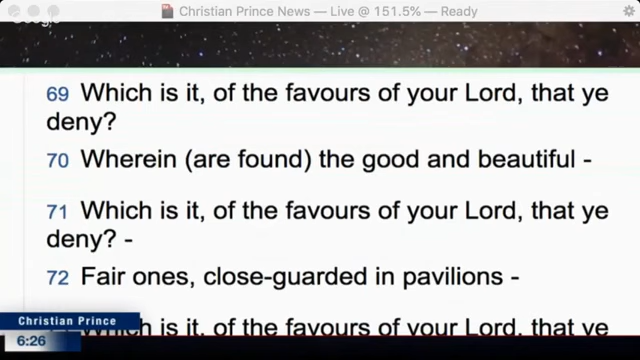 Christian Prince News — Live @ 151.5% — Ready
Google
69 Which is it, of the favours of your Lord, that ye
deny?
70 Wherein (are found) the good and beautiful -
71 Which is it, of the favours of your Lord, that ye
deny? -
72 Fair ones, close-guarded in pavilions -
Which is it, of the favours of your Lord, that ye
Christian Prince
6:26